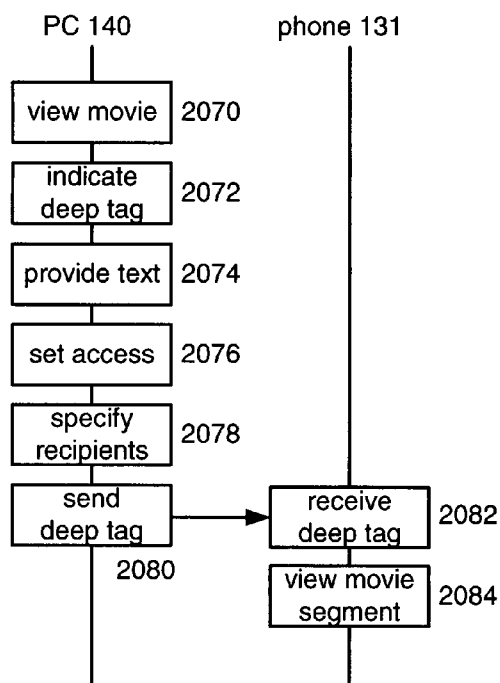 PC 140
phone 131
view movie
2070
indicate
deep tag
2072
provide text
2074
set access
2076
specify
recipients
2078
send
deep tag
2080
receive
deep tag
2082
view movie
segment
2084